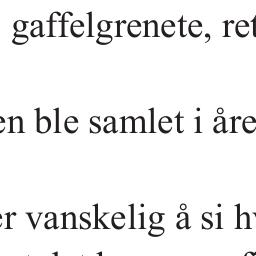 gaffelgrenete, ret
en ble samlet i åre
er vanskelig å si hv